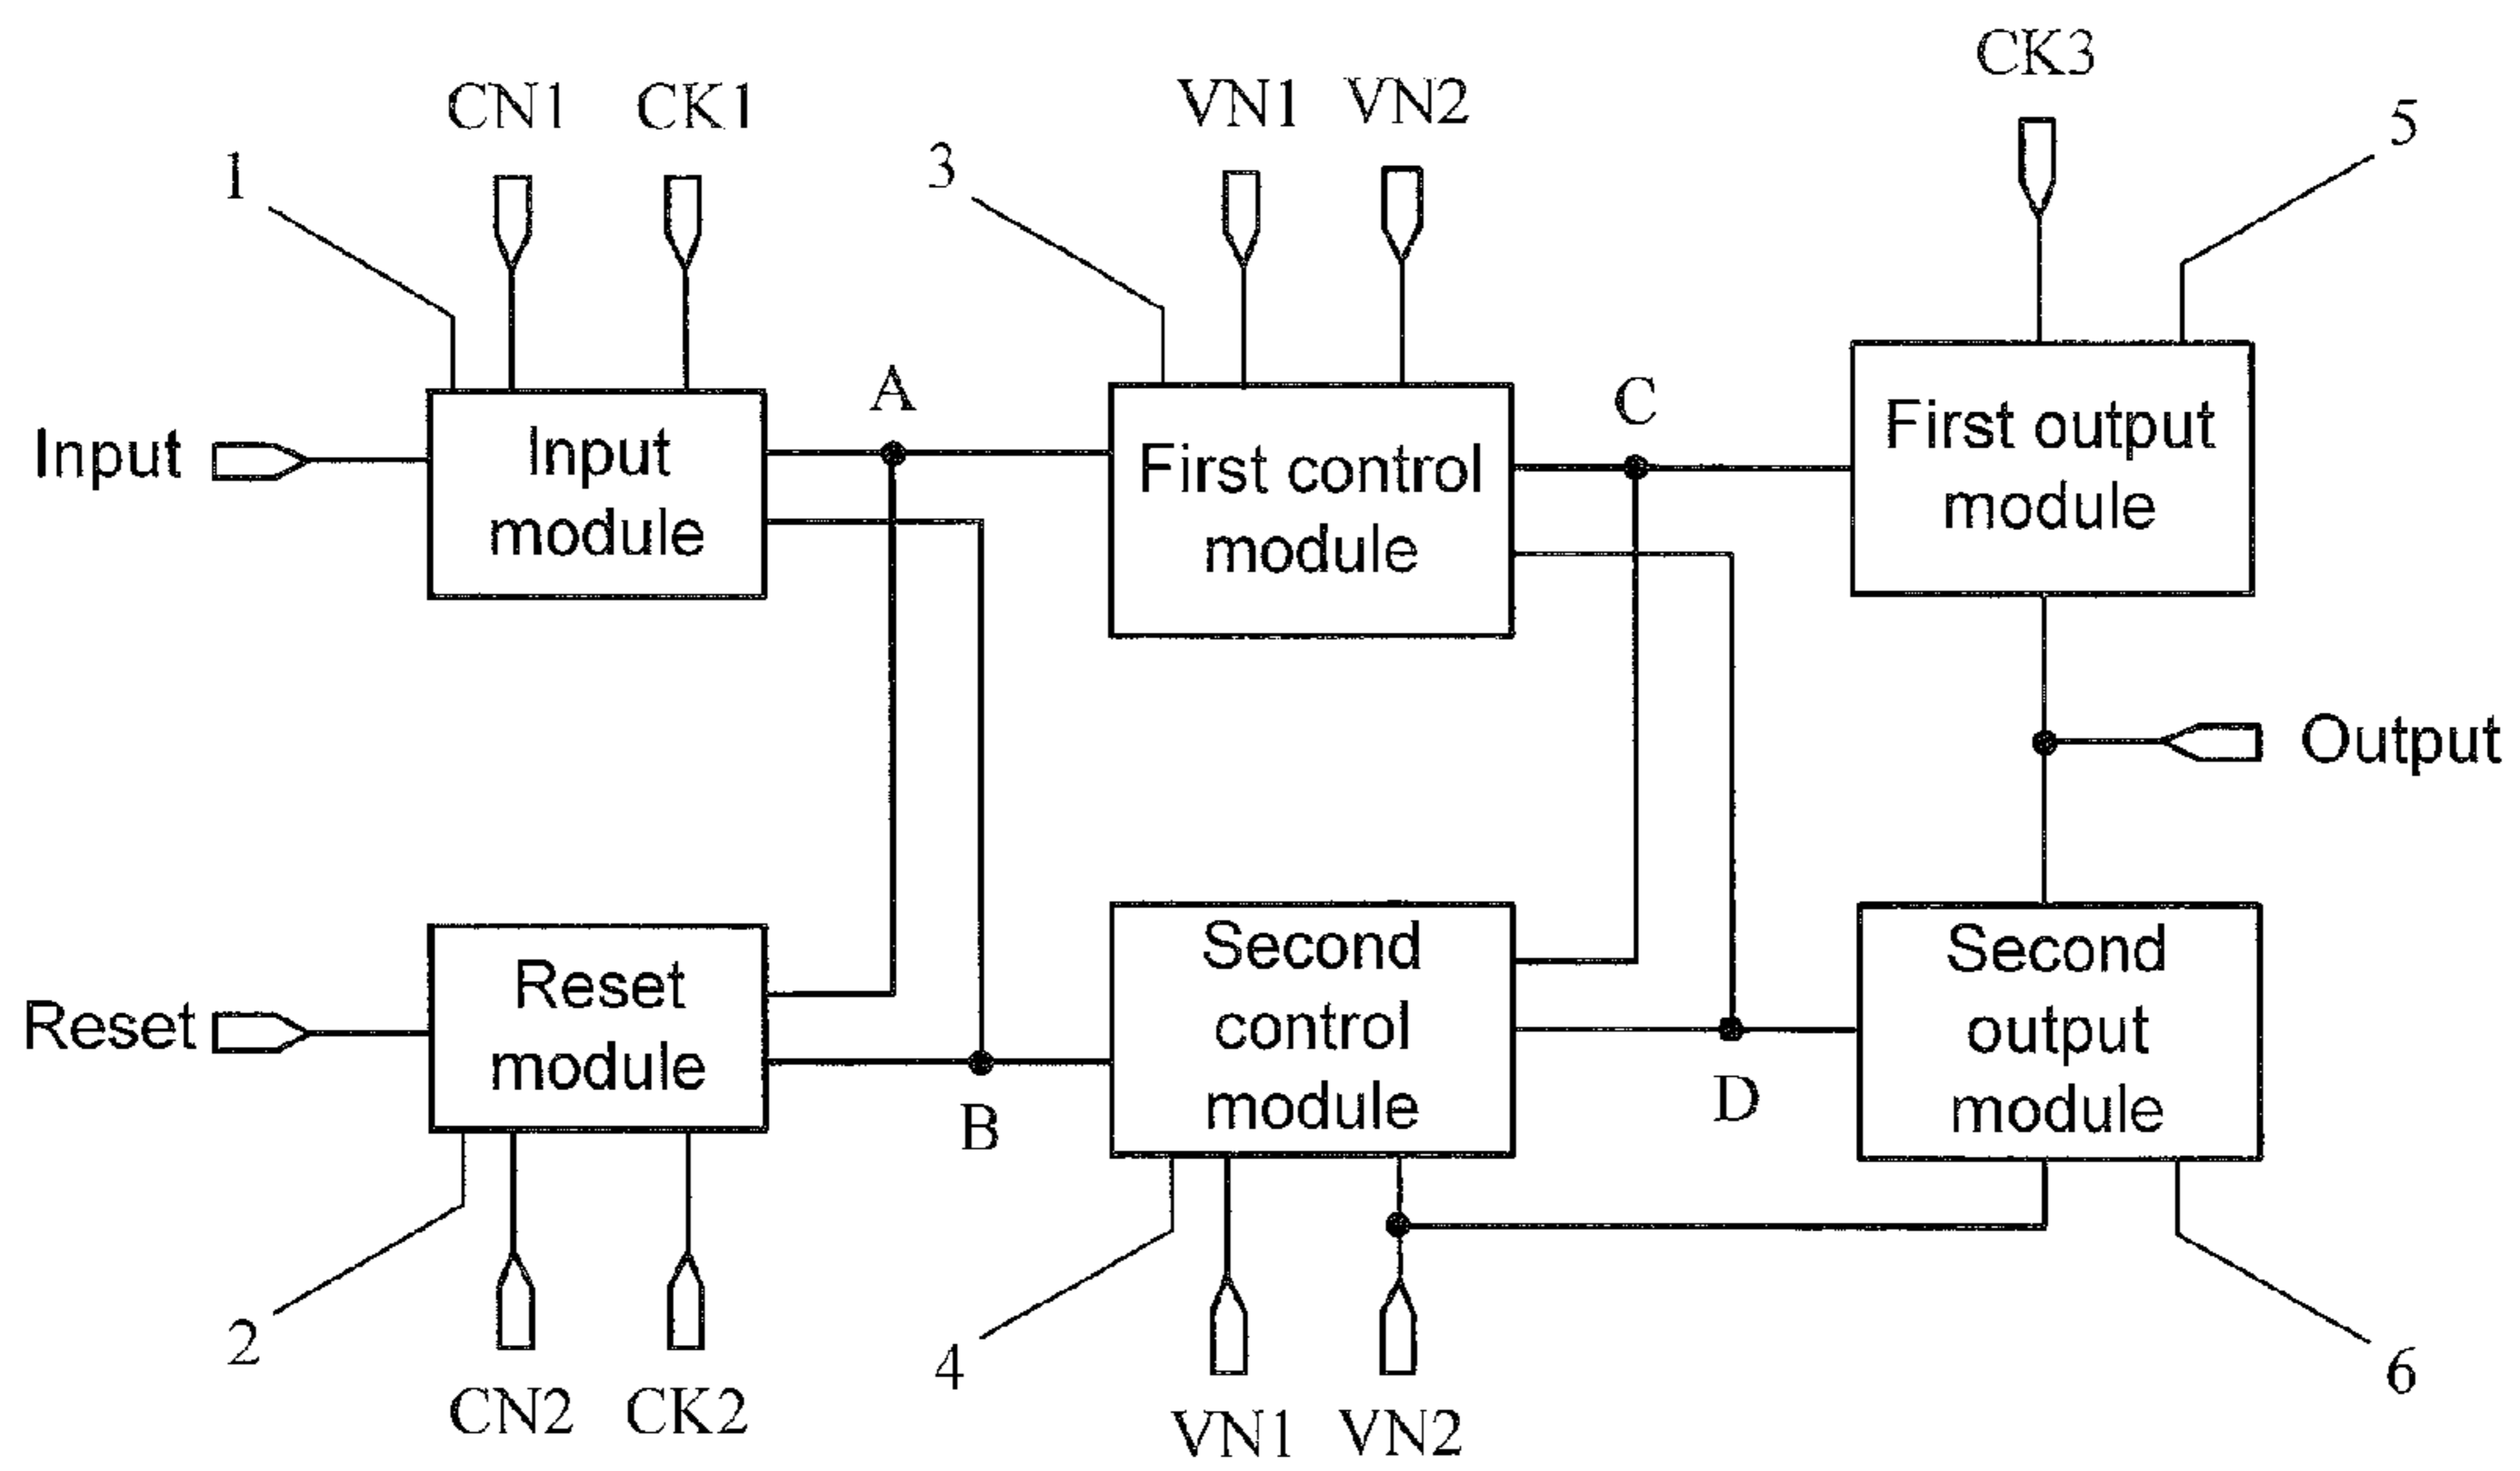 CK3
CN1 CK1 VN1 VN2
1 3 5
A C
Input
Input
module
First control
module
First output
module
Output
Reset
Reset
module
B
Second
control
module
D
Second
output
module
2 4 6
CN2 CK2 VN1 VN2